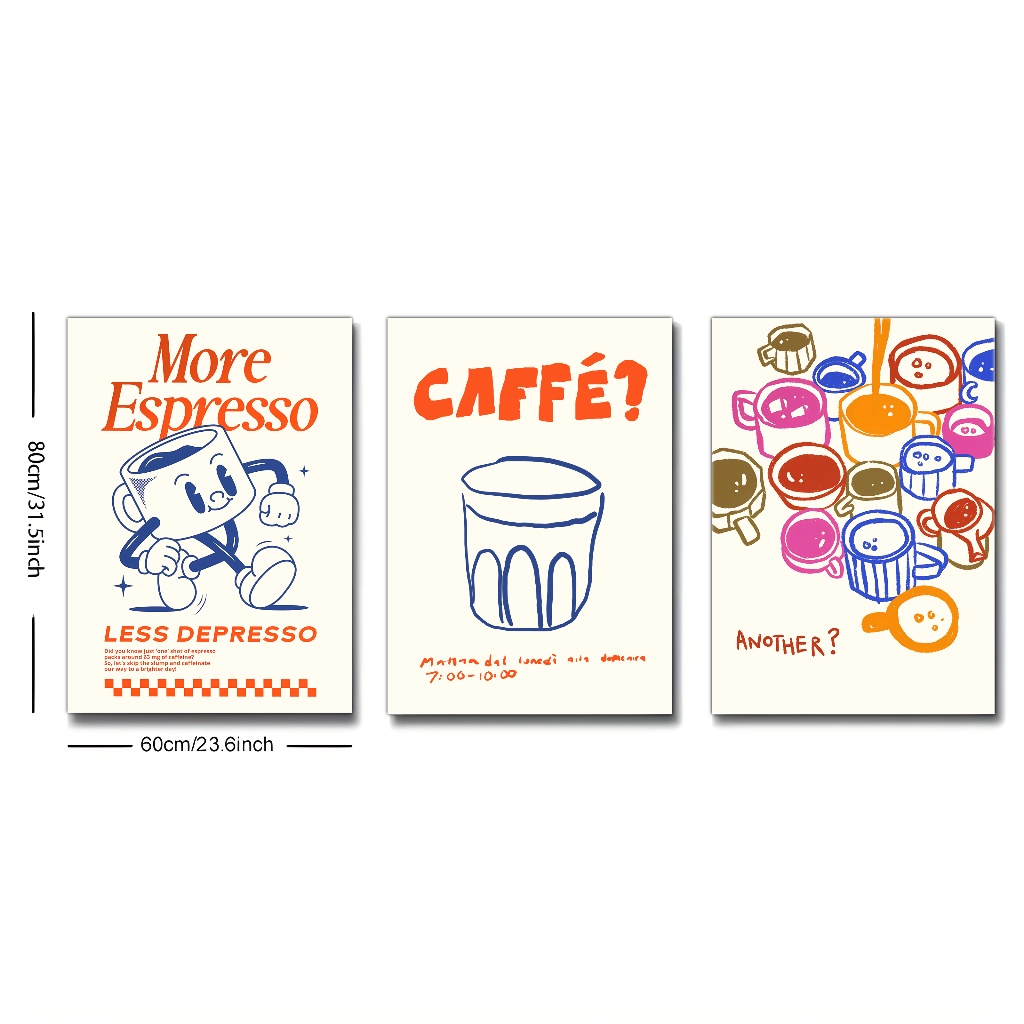 80cm/31.5inch
More
Espresso
LESS DEPRESSO
Did you know just 'one' shot of espresso
packs around 63 mg of caffeine?
So, let's skip the slump and caffeinate
our way to a brighter day!
60cm/23.6inch
CAFFÉ?
dal lunedì alla domenica
7:00-10:00
ANOTHER?